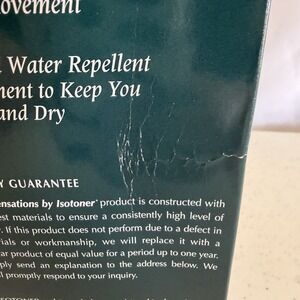 ovement
Water Repellent
ment to Keep You
and Dry
Y GUARANTEE
ensations by Isotoner® product is constructed with
est materials to ensure a consistently high level of
y. If this product does not perform due to a defect in
rials or workmanship, we will replace it with a
ar product of equal value for a period up to one year.
ply send an explanation to the address below. We
l promptly respond to your inquiry.